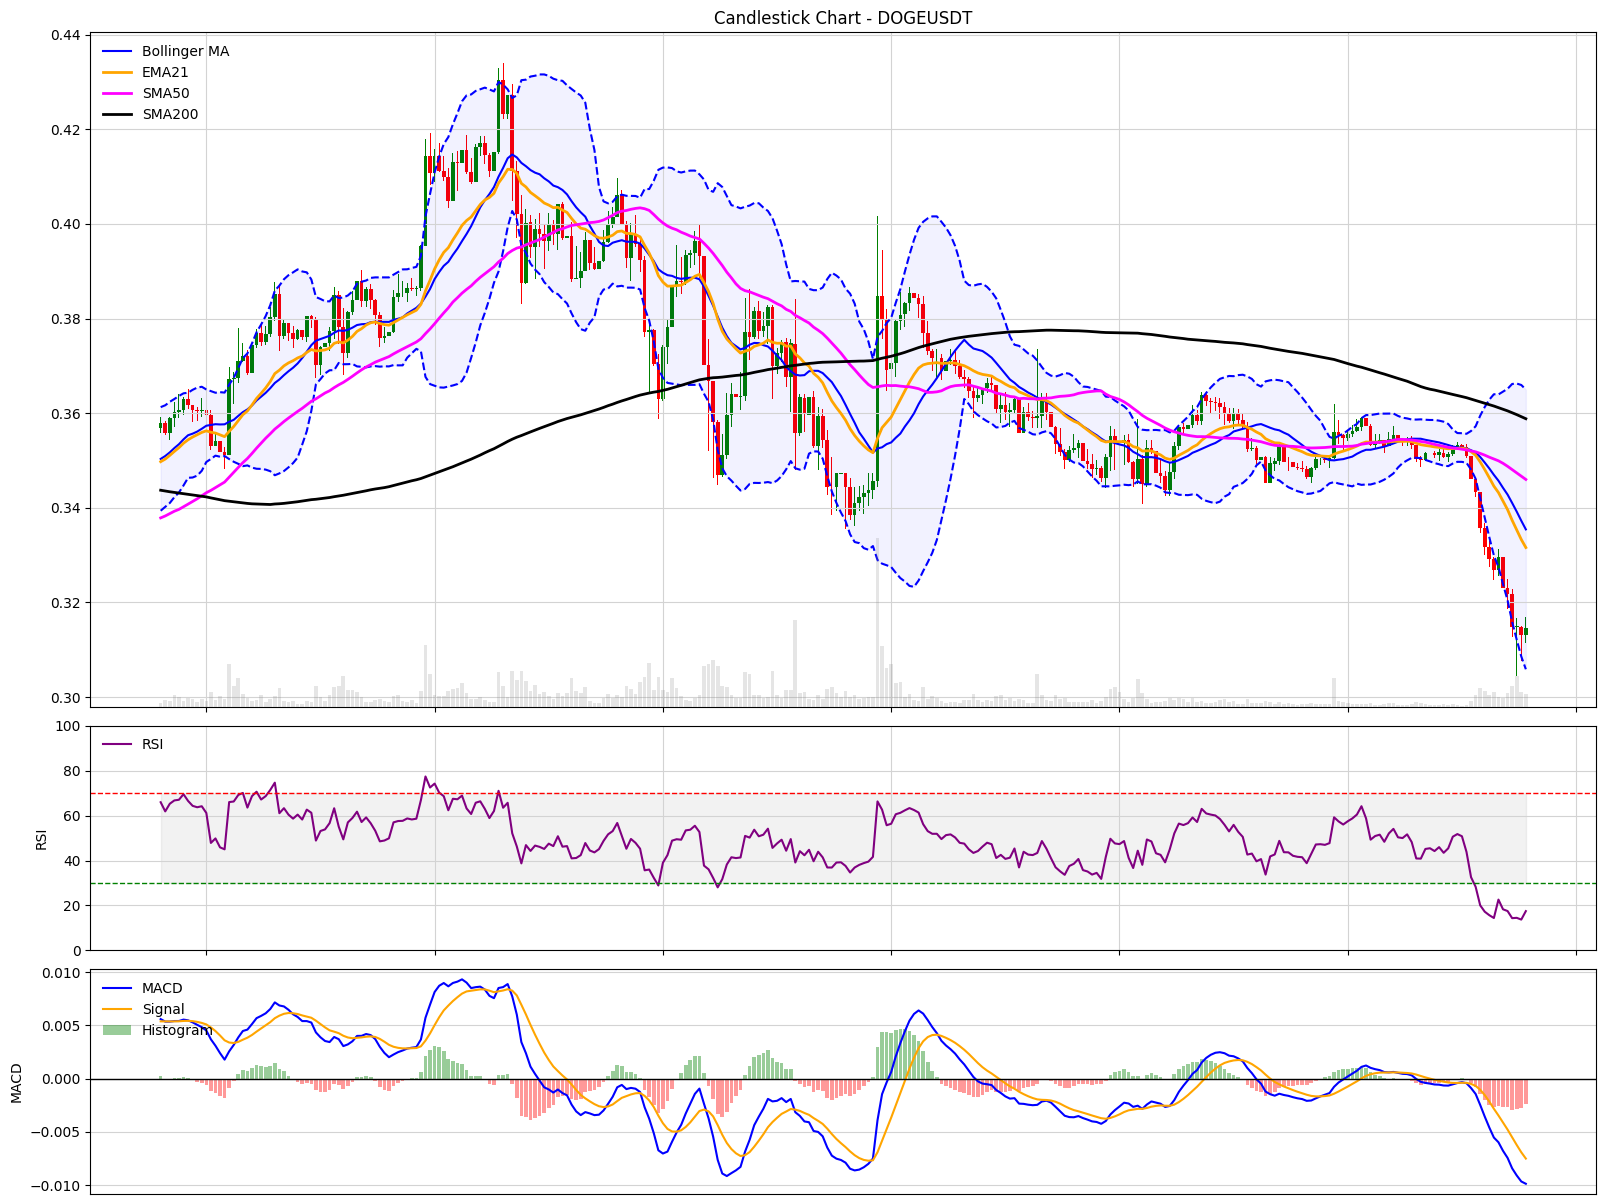 Candlestick Chart - DOGEUSDT
0.44
0.42
0.40
0.38
0.36
0.34
0.32
0.30
Bollinger MA
EMA21
SMA50
SMA200
100
80
60
40
20
0
RSI
RSI
0.010
0.005
0.000
−0.005
−0.010
MACD
MACD
Signal
Histogram